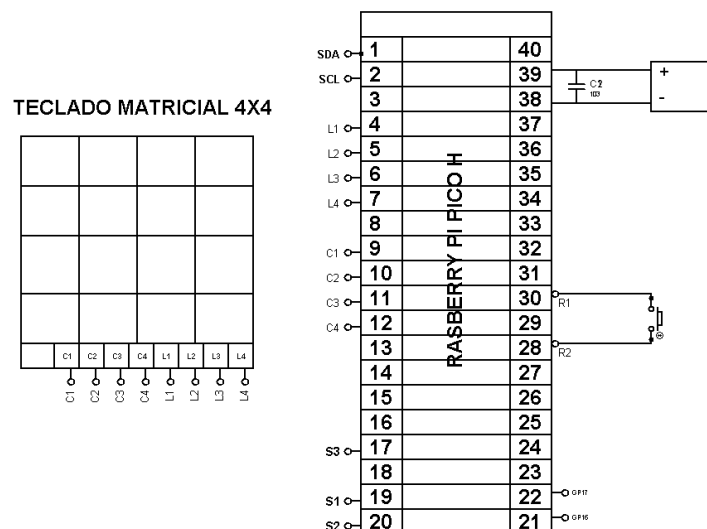 TECLADO MATRICIAL 4X4
C1 C2 C3 C4 L1 L2 L3 L4
C1 C2 C3 C4 L1 L2 L3 L4
RASBERRY PI PICO H
SDA 1 40
SCL 2 39
3 38
L1 4 37
L2 5 36
L3 6 35
L4 7 34
8 33
C1 9 32
C2 10 31
C3 11 30 R1
C4 12 29
13 28 R2
14 27
15 26
16 25
S3 17 24
18 23
S1 19 22 GP17
S2 20 21 GP16
C2
103
+
-